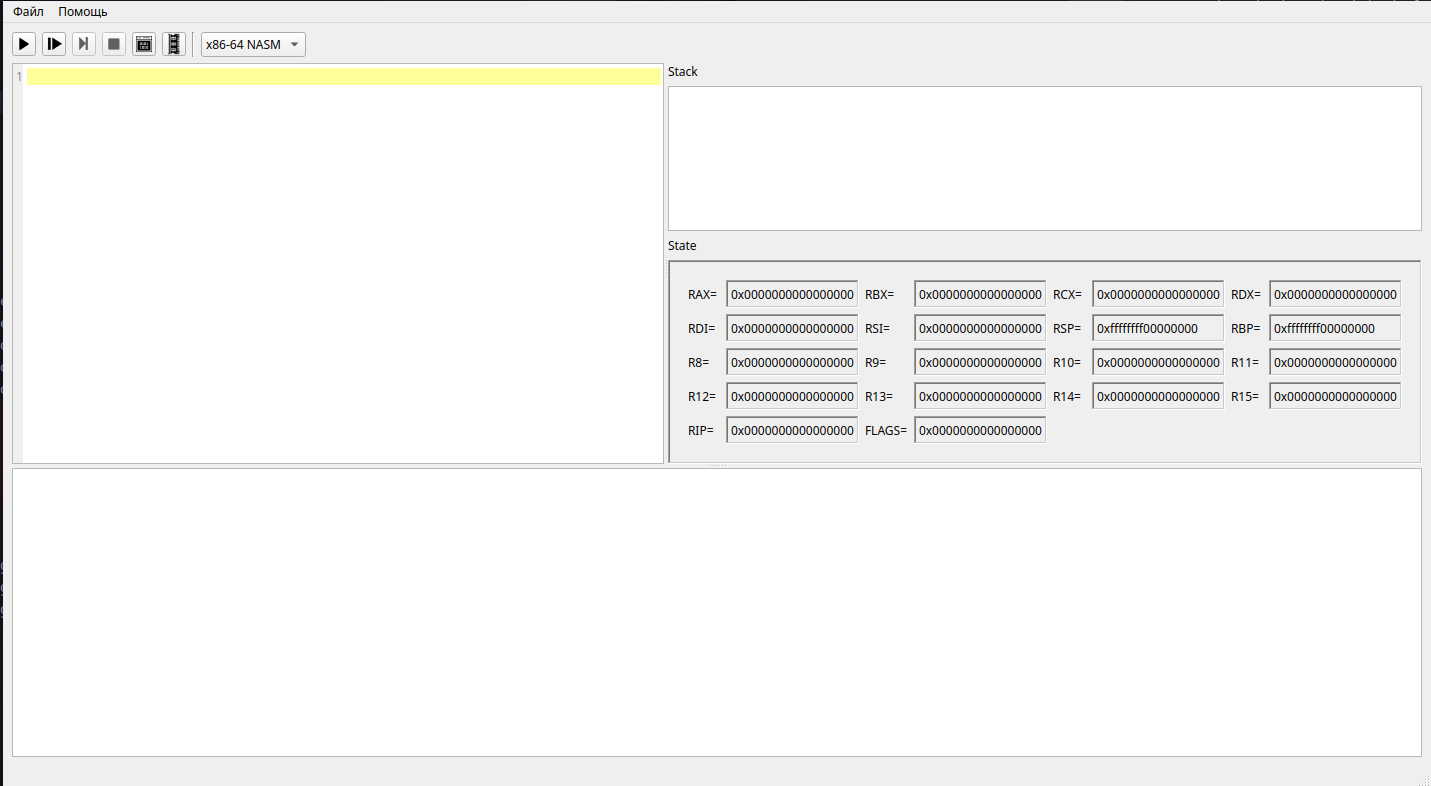 Файл Помощь
x86-64 NASM
1
Stack
State
RAX= 0x0000000000000000 RBX= 0x0000000000000000 RCX= 0x0000000000000000 RDX= 0x0000000000000000
RDI= 0x0000000000000000 RSI= 0x0000000000000000 RSP= 0xffffffff00000000 RBP= 0xffffffff00000000
R8= 0x0000000000000000 R9= 0x0000000000000000 R10= 0x0000000000000000 R11= 0x0000000000000000
R12= 0x0000000000000000 R13= 0x0000000000000000 R14= 0x0000000000000000 R15= 0x0000000000000000
RIP= 0x0000000000000000 FLAGS= 0x0000000000000000